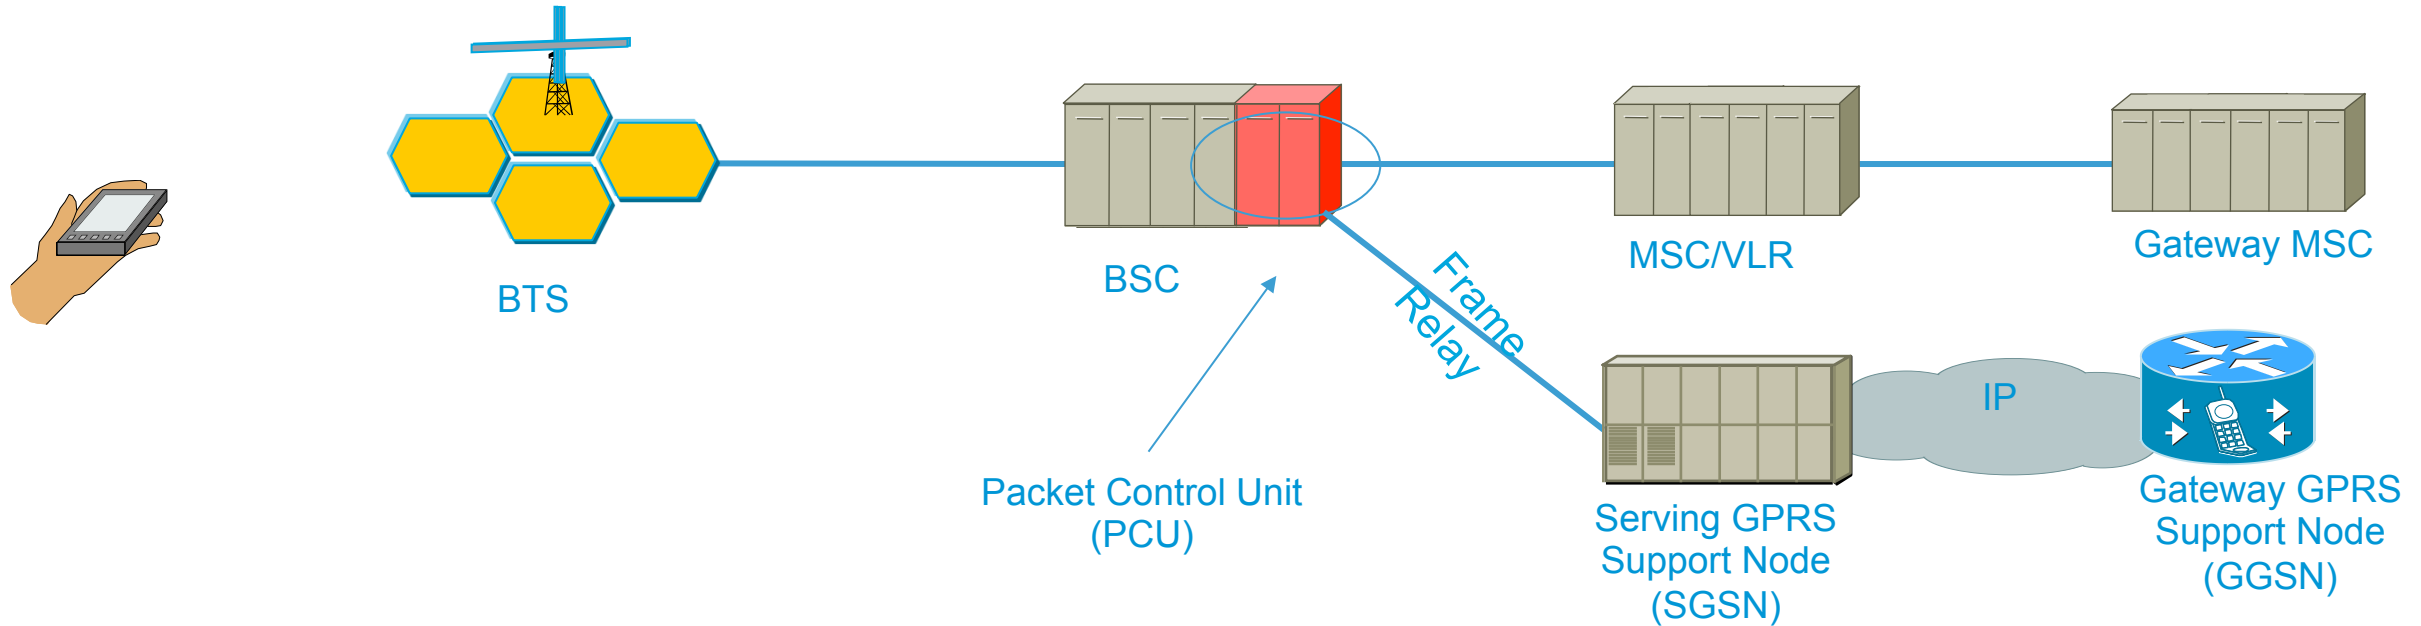 BTS
BSC
MSC/VLR
Gateway MSC
Frame
Relay
IP
Packet Control Unit
(PCU)
Serving GPRS
Support Node
(SGSN)
Gateway GPRS
Support Node
(GGSN)